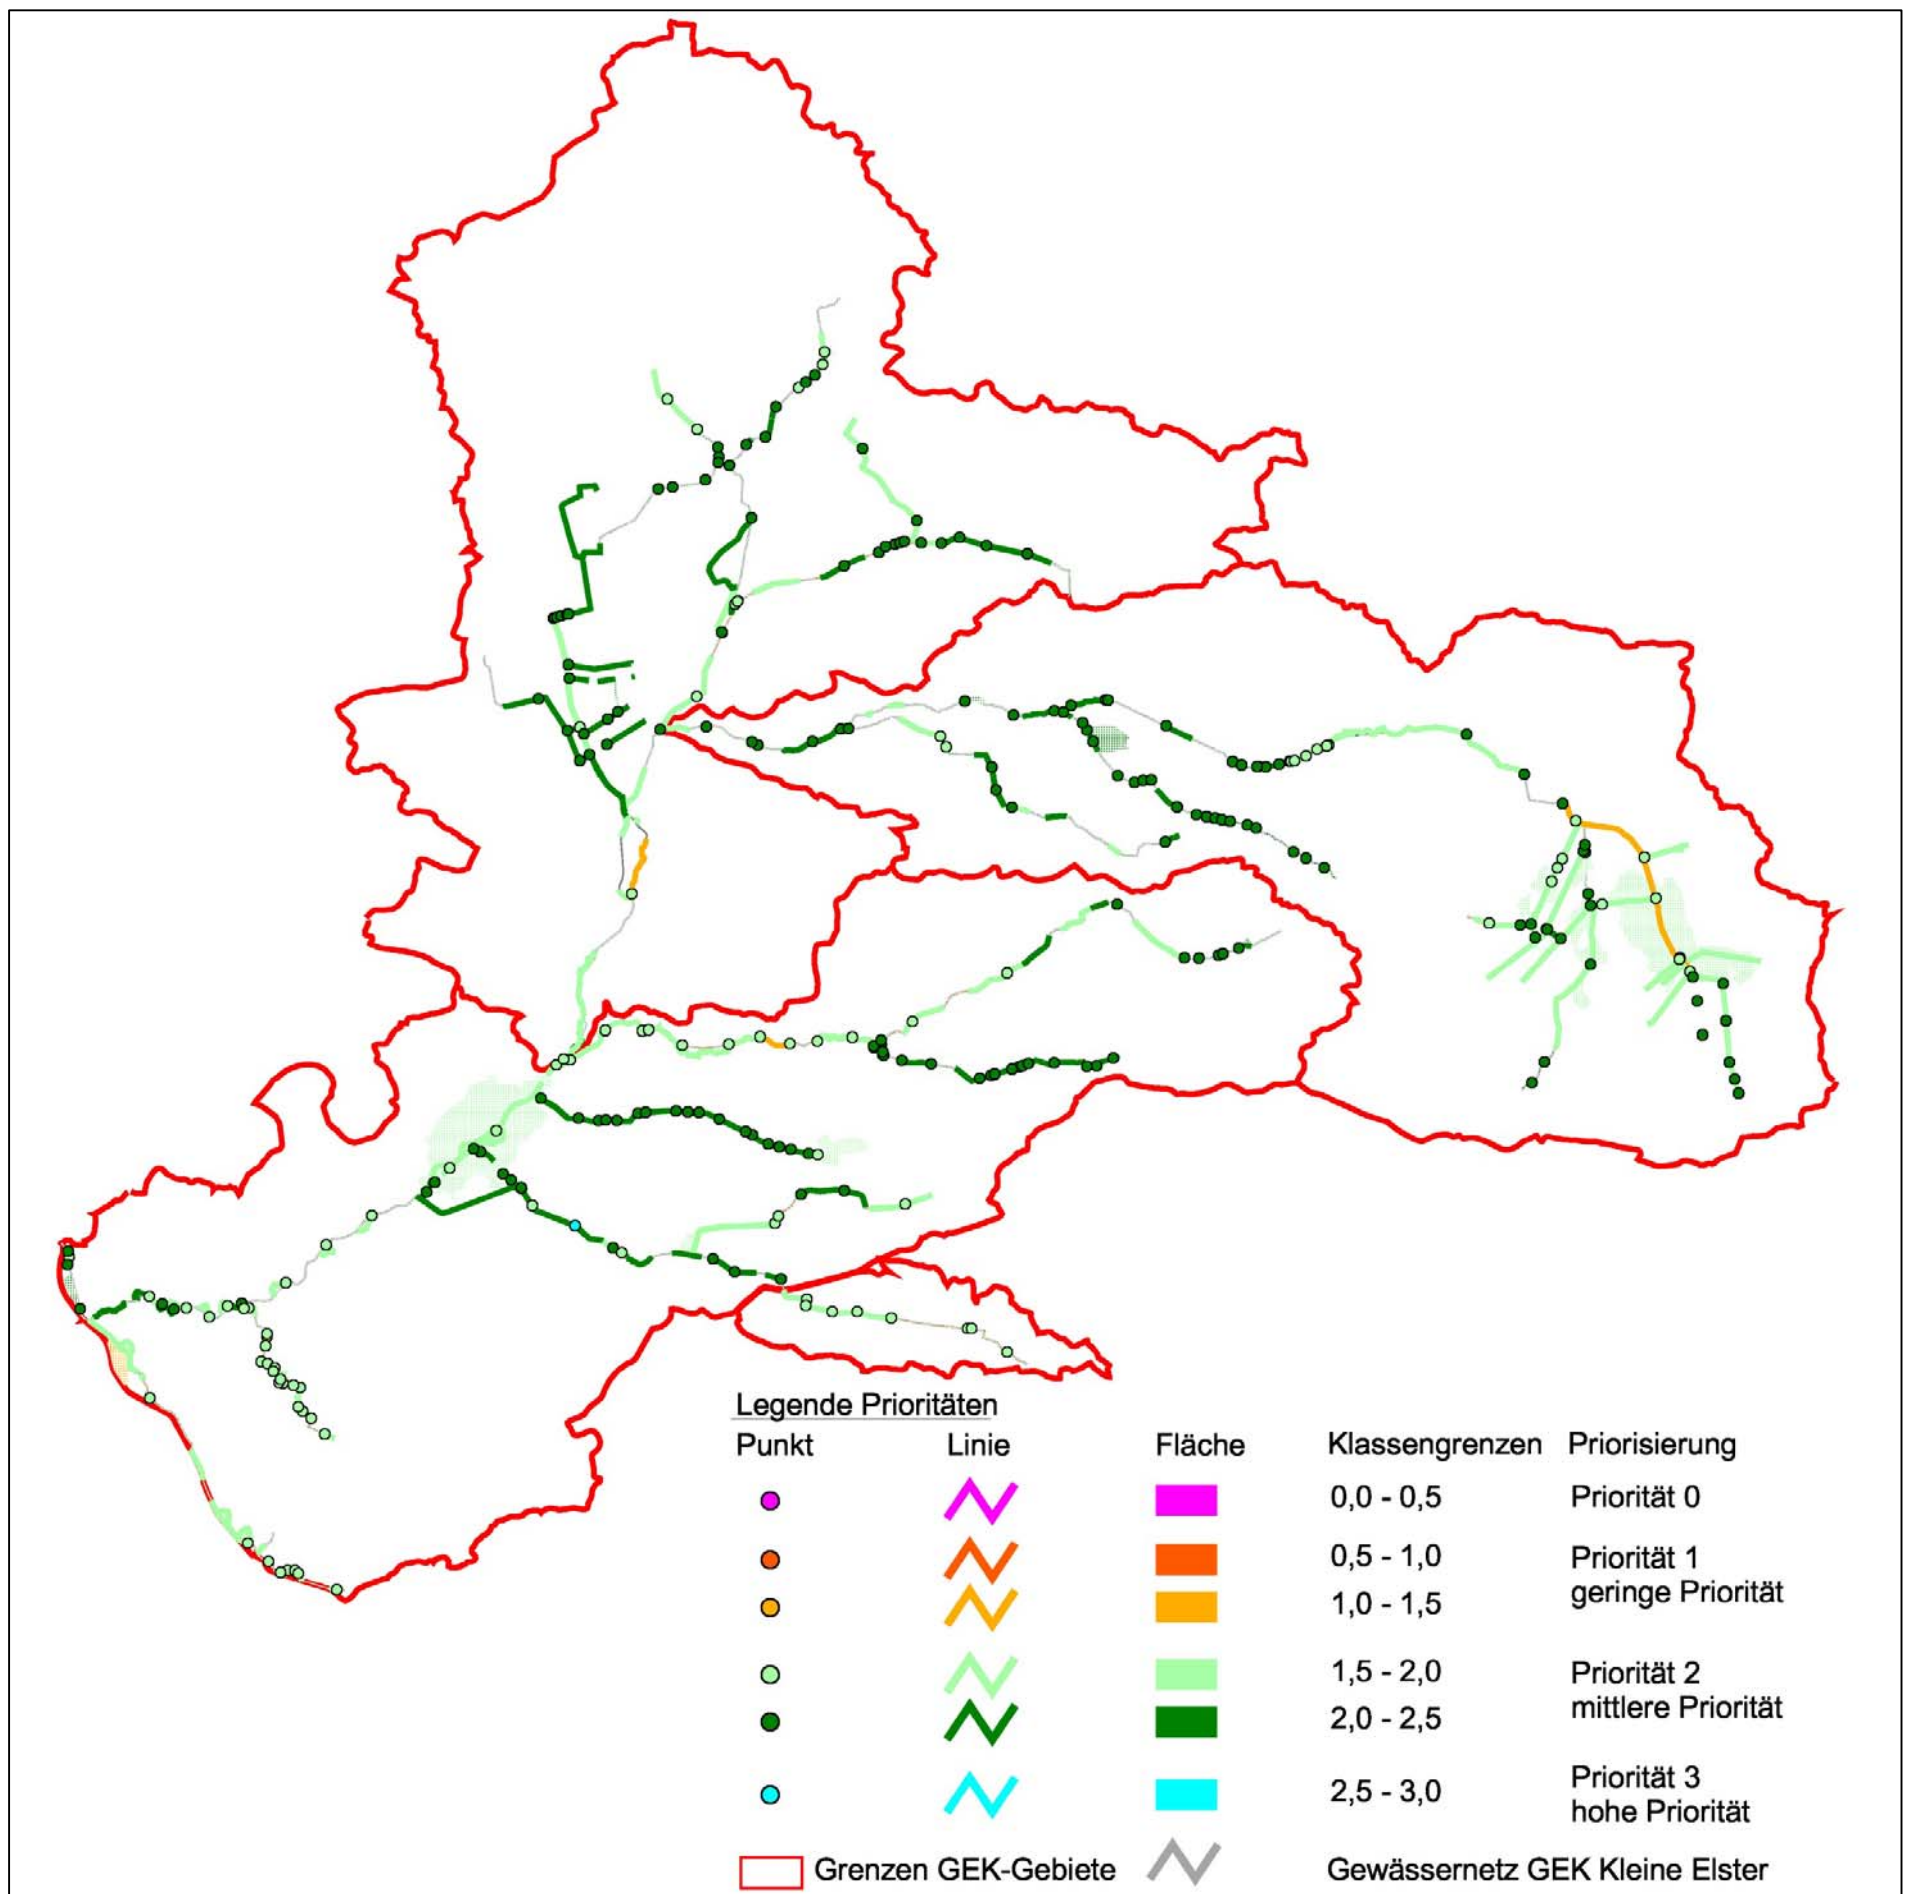 Legende Prioritäten
Punkt Linie Fläche Klassengrenzen Priorisierung
0,0 - 0,5 Priorität 0
0,5 - 1,0 Priorität 1
geringe Priorität
1,0 - 1,5
1,5 - 2,0 Priorität 2
mittlere Priorität
2,0 - 2,5
2,5 - 3,0 Priorität 3
hohe Priorität
Grenzen GEK-Gebiete Gewässernetz GEK Kleine Elster